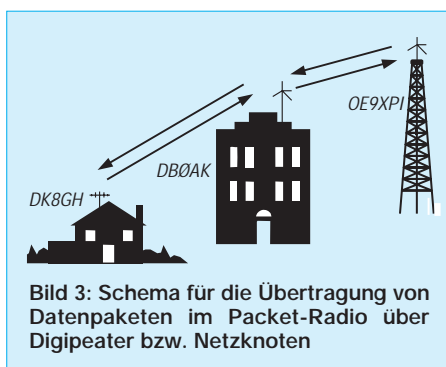 OE9XPI
DBØAK
DK8GH
Bild 3: Schema für die Übertragung von
Datenpaketen im Packet-Radio über
Digipeater bzw. Netzknoten